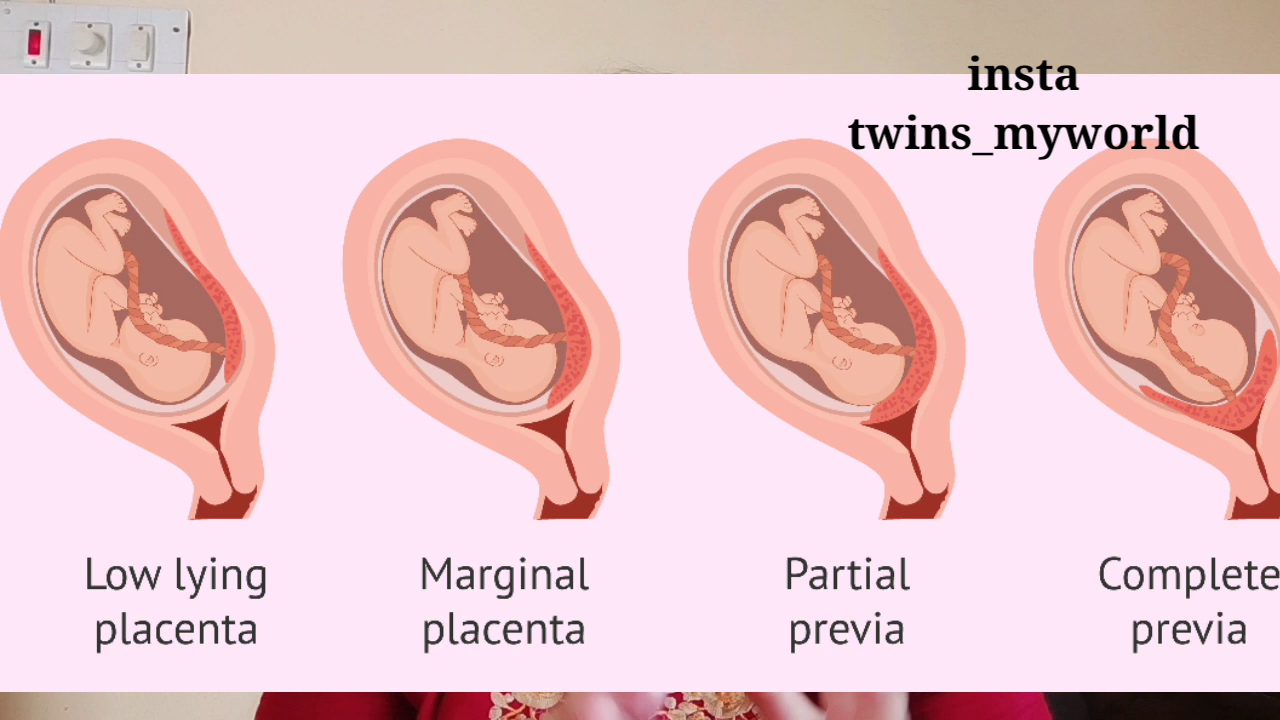 insta
twins_myworld
Low lying
placenta
Marginal
placenta
Partial
previa
Complete
previa